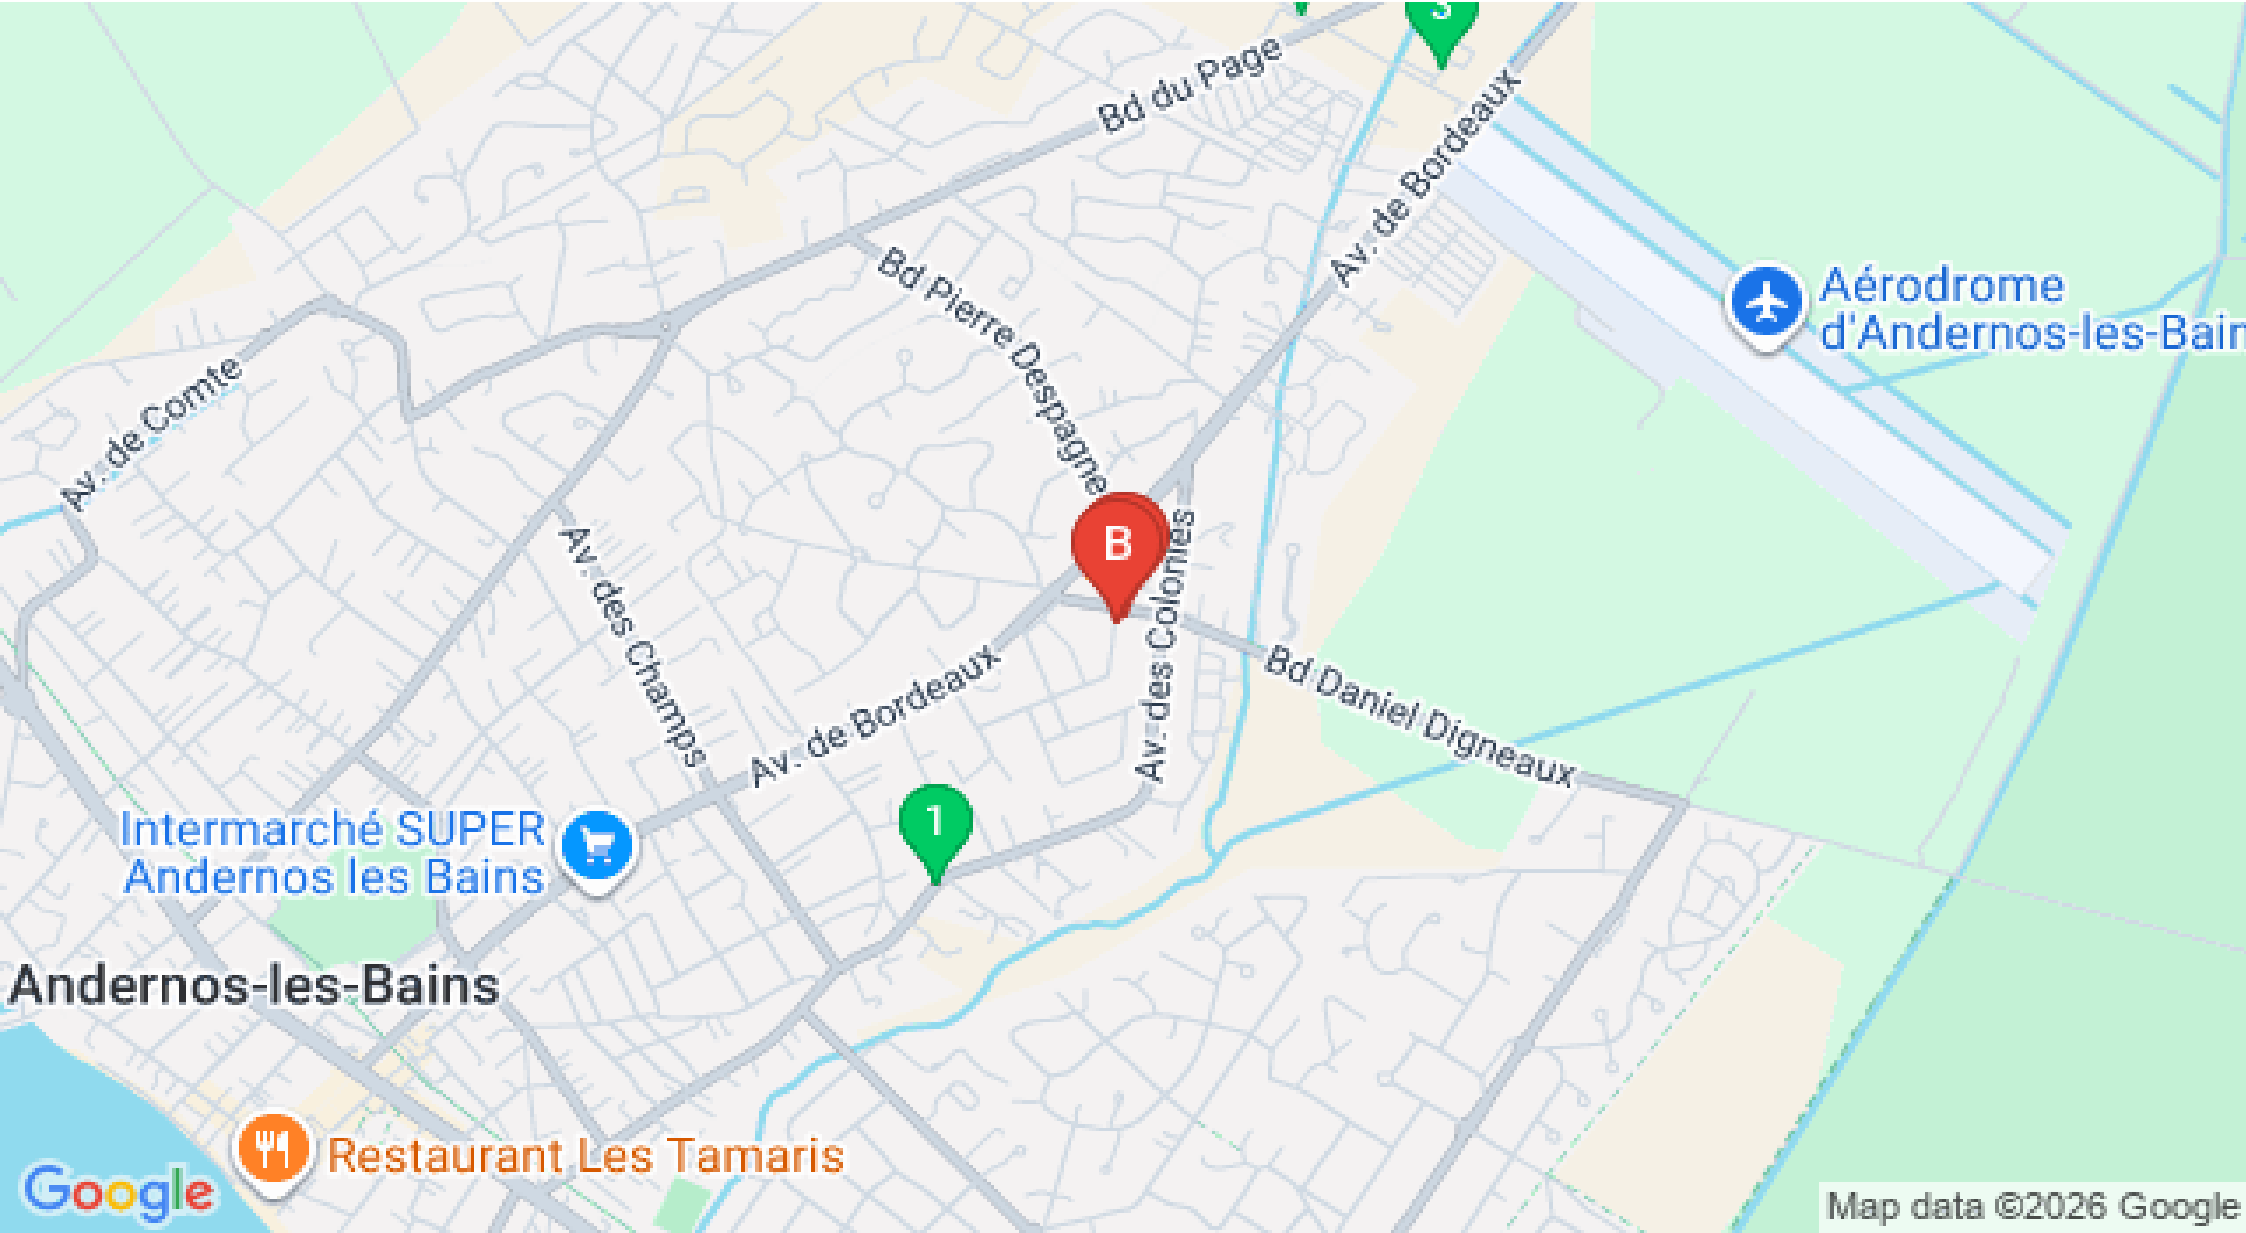 3
Bd du Page
Av. de Bordeaux
Bd Pierre Despagne
Aérodrome
d'Andernos-les-Bain
Av. de Comte
B
Av. des Colonies
Av. des Champs
Av. de Bordeaux
Bd Daniel Digneaux
1
Intermarché SUPER
Andernos les Bains
Andernos-les-Bains
Restaurant Les Tamaris
Google
Map data ©2026 Google